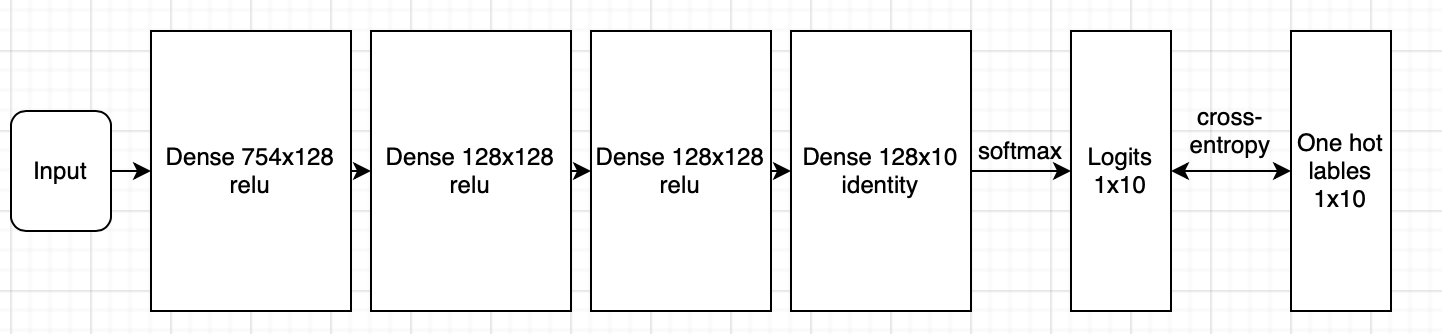 Input
Dense 754x128
relu
Dense 128x128
relu
Dense 128x128
relu
Dense 128x10
identity
softmax
Logits
1x10
cross-
entropy
One hot
lables
1x10